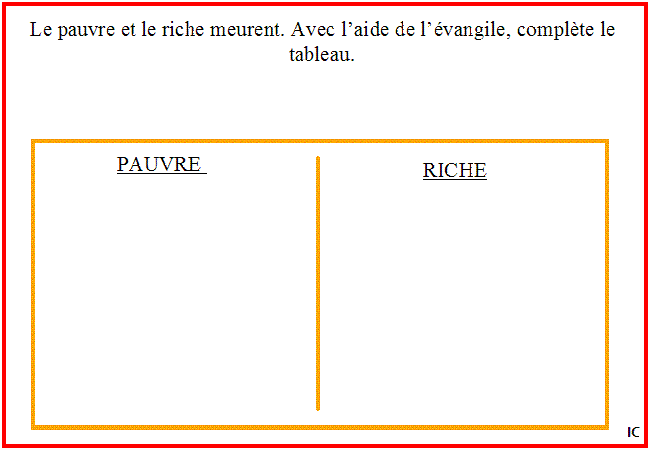 Le pauvre et le riche meurent. Avec l’aide de l’évangile, complète le
tableau.
PAUVRE
RICHE
IC